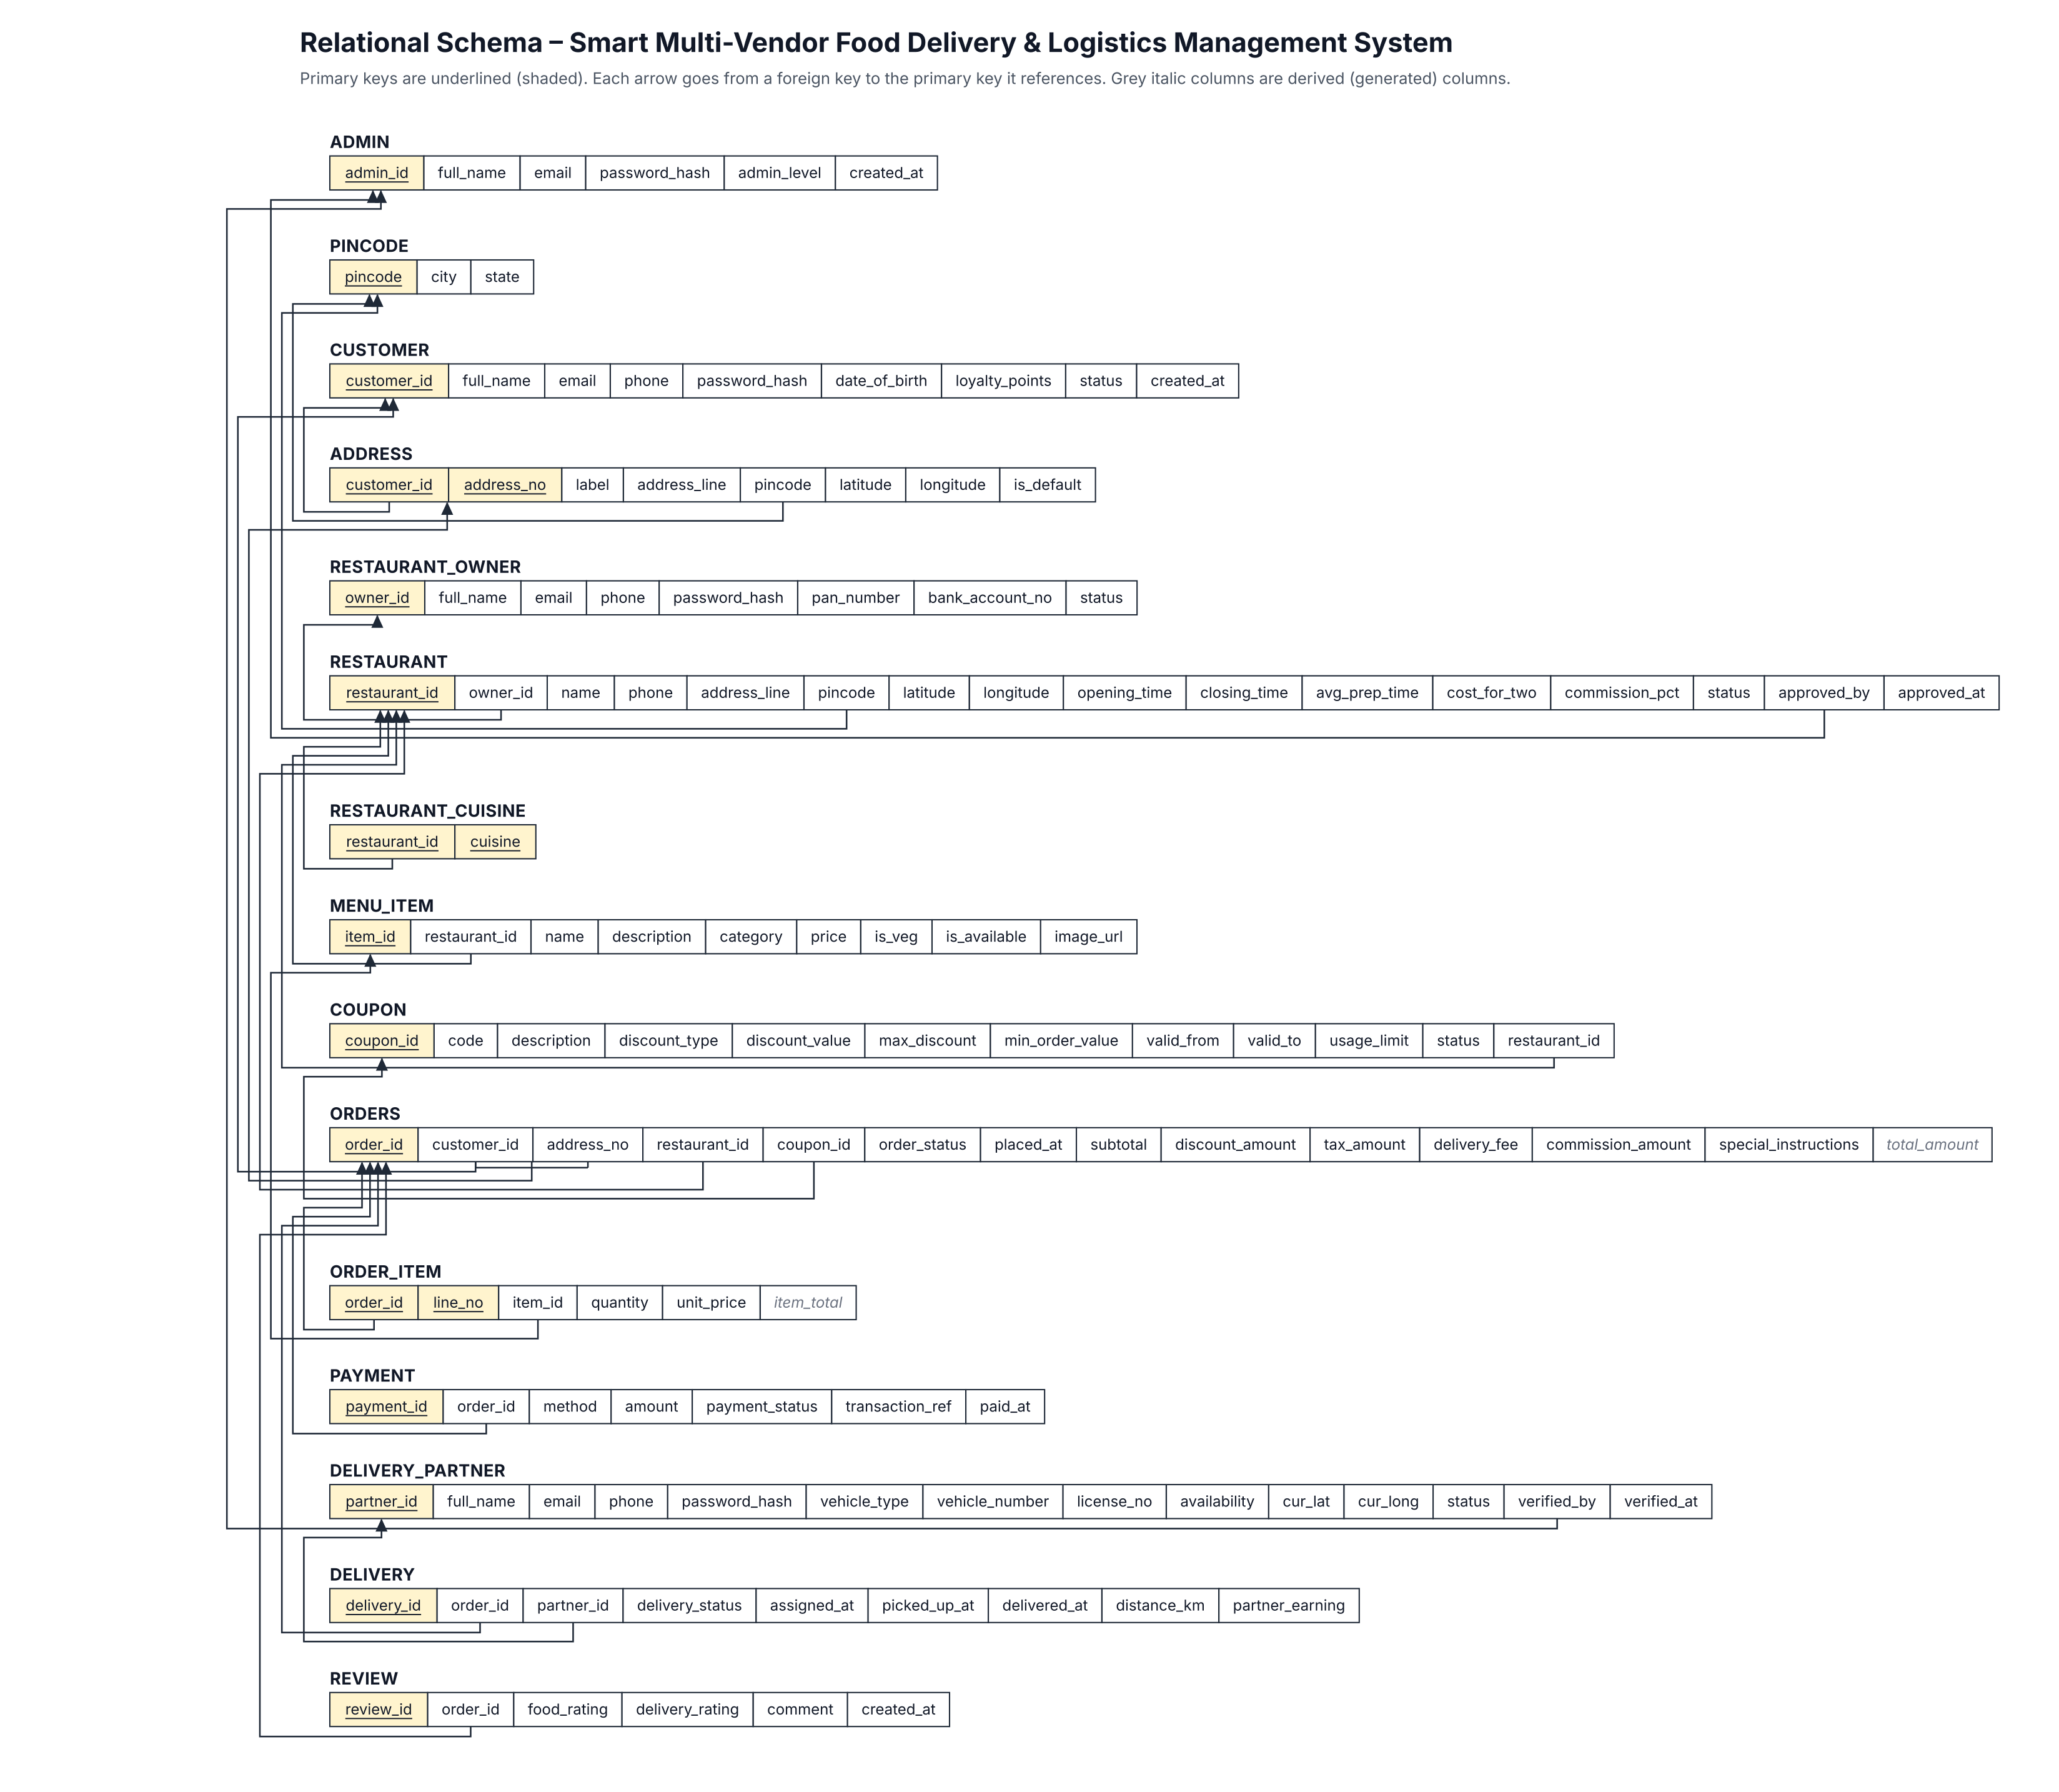 Relational Schema – Smart Multi-Vendor Food Delivery & Logistics Management System
Primary keys are underlined (shaded). Each arrow goes from a foreign key to the primary key it references. Grey italic columns are derived (generated) columns.
ADMIN
admin_id full_name email password_hash admin_level created_at
PINCODE
pincode city state
CUSTOMER
customer_id full_name email phone password_hash date_of_birth loyalty_points status created_at
ADDRESS
customer_id address_no label address_line pincode latitude longitude is_default
RESTAURANT_OWNER
owner_id full_name email phone password_hash pan_number bank_account_no status
RESTAURANT
restaurant_id owner_id name phone address_line pincode latitude longitude opening_time closing_time avg_prep_time cost_for_two commission_pct status approved_by approved_at
RESTAURANT_CUISINE
restaurant_id cuisine
MENU_ITEM
item_id restaurant_id name description category price is_veg is_available image_url
COUPON
coupon_id code description discount_type discount_value max_discount min_order_value valid_from valid_to usage_limit status restaurant_id
ORDERS
order_id customer_id address_no restaurant_id coupon_id order_status placed_at subtotal discount_amount tax_amount delivery_fee commission_amount special_instructions total_amount
ORDER_ITEM
order_id line_no item_id quantity unit_price item_total
PAYMENT
payment_id order_id method amount payment_status transaction_ref paid_at
DELIVERY_PARTNER
partner_id full_name email phone password_hash vehicle_type vehicle_number license_no availability cur_lat cur_long status verified_by verified_at
DELIVERY
delivery_id order_id partner_id delivery_status assigned_at picked_up_at delivered_at distance_km partner_earning
REVIEW
review_id order_id food_rating delivery_rating comment created_at